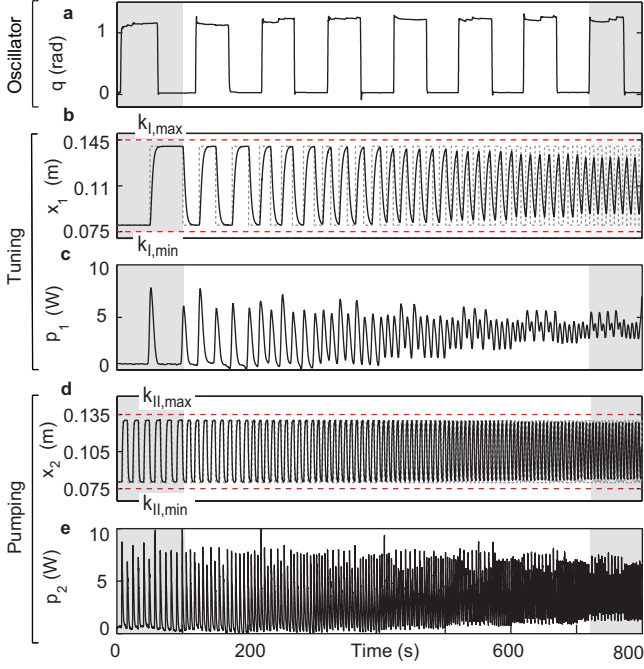 a
Oscillator
q (rad)
1
0
b
k_I,max
Tuning
x_1 (m)
0.145
0.11
0.075
k_I,min
c
p_1 (W)
10
5
0
d
k_II,max
Pumping
x_2 (m)
0.135
0.105
0.075
k_II,min
e
p_2 (W)
10
5
0
0 200 400 600 800
Time (s)